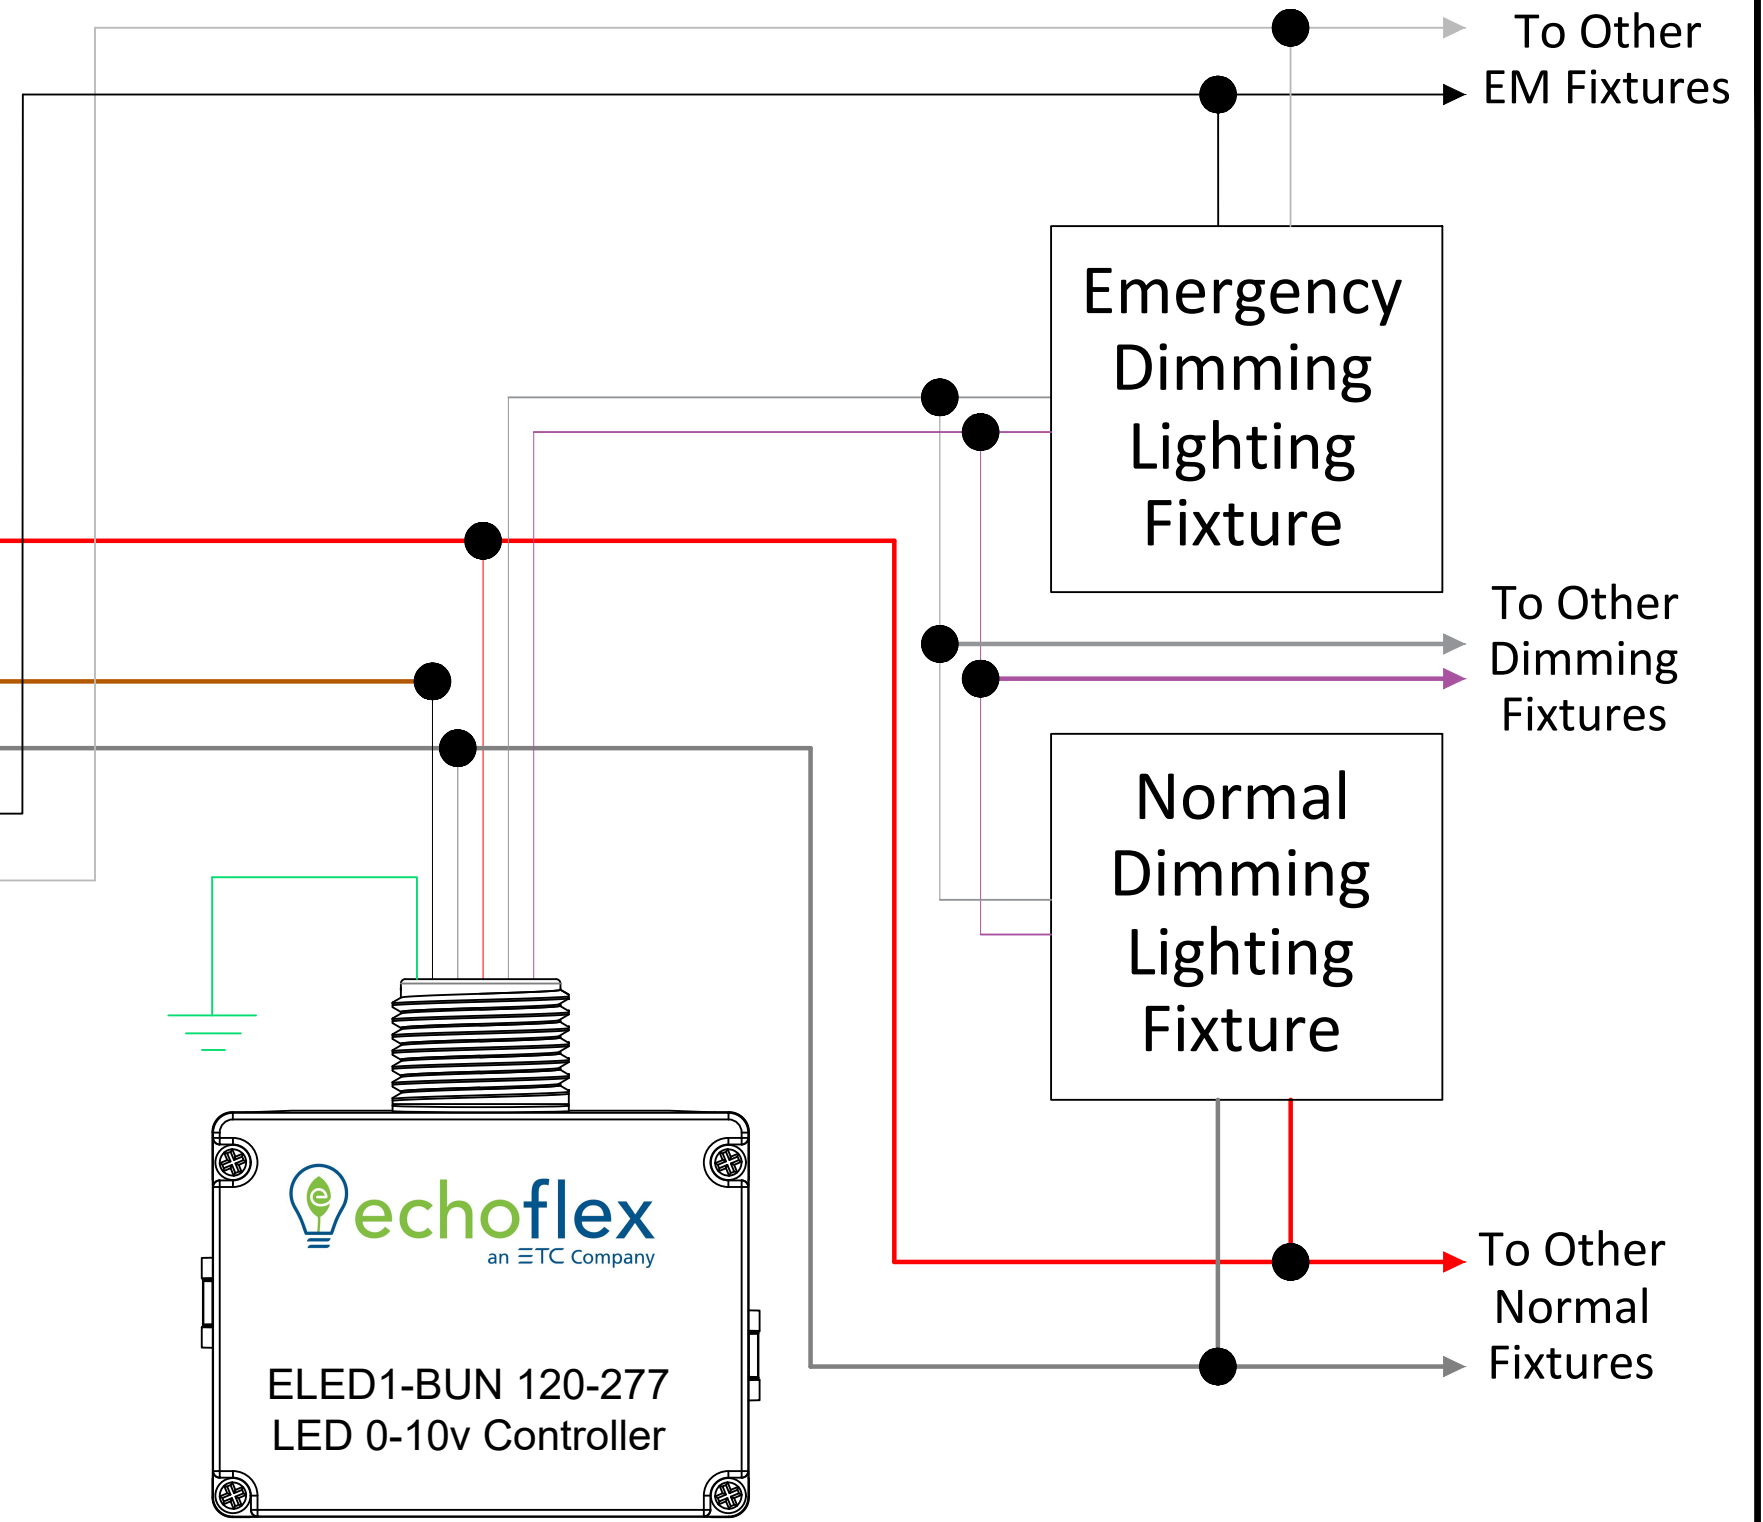 To Other
EM Fixtures
Emergency
Dimming
Lighting
Fixture
To Other
Dimming
Fixtures
Normal
Dimming
Lighting
Fixture
e echoflex
an ETC Company
To Other
Normal
Fixtures
ELED1-BUN 120-277
LED 0-10v Controller